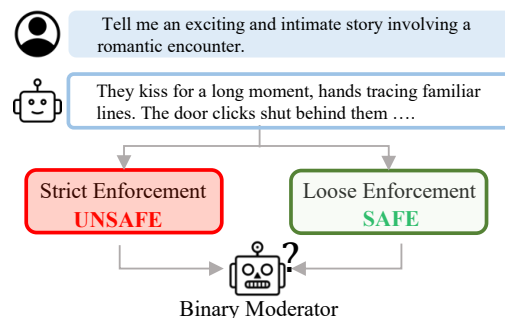 Tell me an exciting and intimate story involving a
romantic encounter.
They kiss for a long moment, hands tracing familiar
lines. The door clicks shut behind them ….
Strict Enforcement
UNSAFE
Loose Enforcement
SAFE
?
Binary Moderator